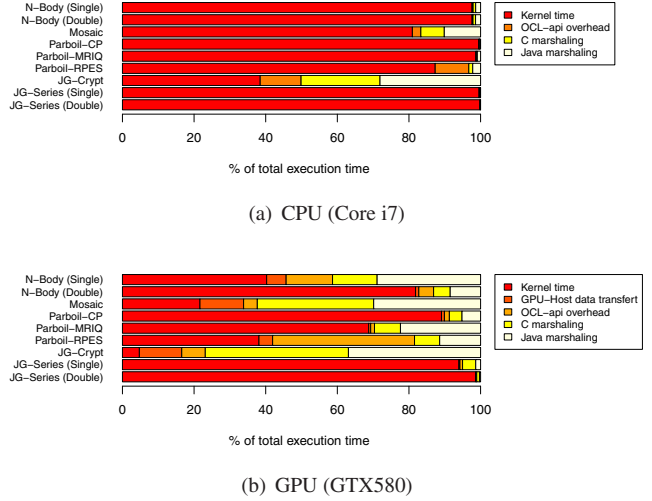 N-Body (Single)
N-Body (Double)
Mosaic
Parboil-CP
Parboil-MRIQ
Parboil-RPES
JG-Crypt
JG-Series (Single)
JG-Series (Double)
Kernel time
OCL-api overhead
C marshaling
Java marshaling
0 20 40 60 80 100
% of total execution time
(a) CPU (Core i7)
N-Body (Single)
N-Body (Double)
Mosaic
Parboil-CP
Parboil-MRIQ
Parboil-RPES
JG-Crypt
JG-Series (Single)
JG-Series (Double)
Kernel time
GPU-Host data transfert
OCL-api overhead
C marshaling
Java marshaling
0 20 40 60 80 100
% of total execution time
(b) GPU (GTX580)